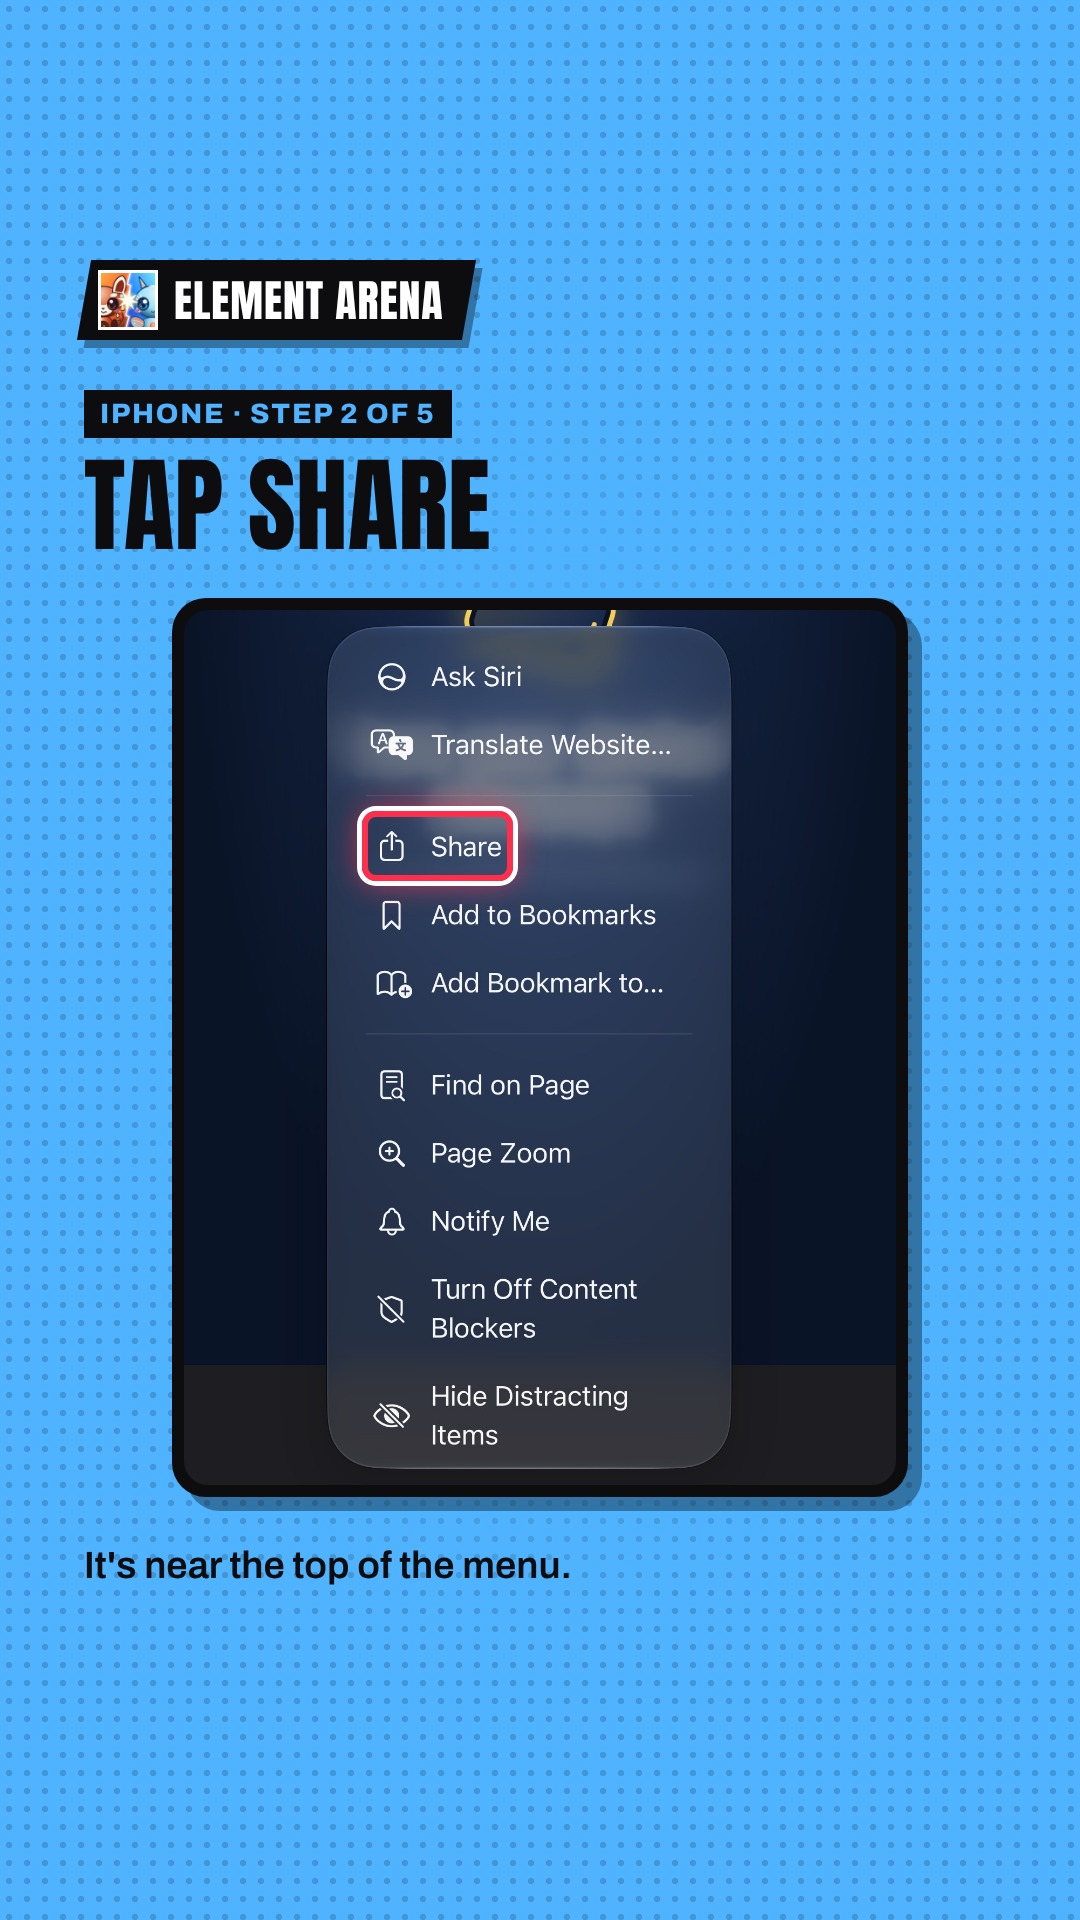 ELEMENT ARENA
IPHONE · STEP 2 OF 5
TAP SHARE
Ask Siri
Translate Website...
Share
Add to Bookmarks
Add Bookmark to...
Find on Page
Page Zoom
Notify Me
Turn Off Content
Blockers
Hide Distracting
Items
It's near the top of the menu.